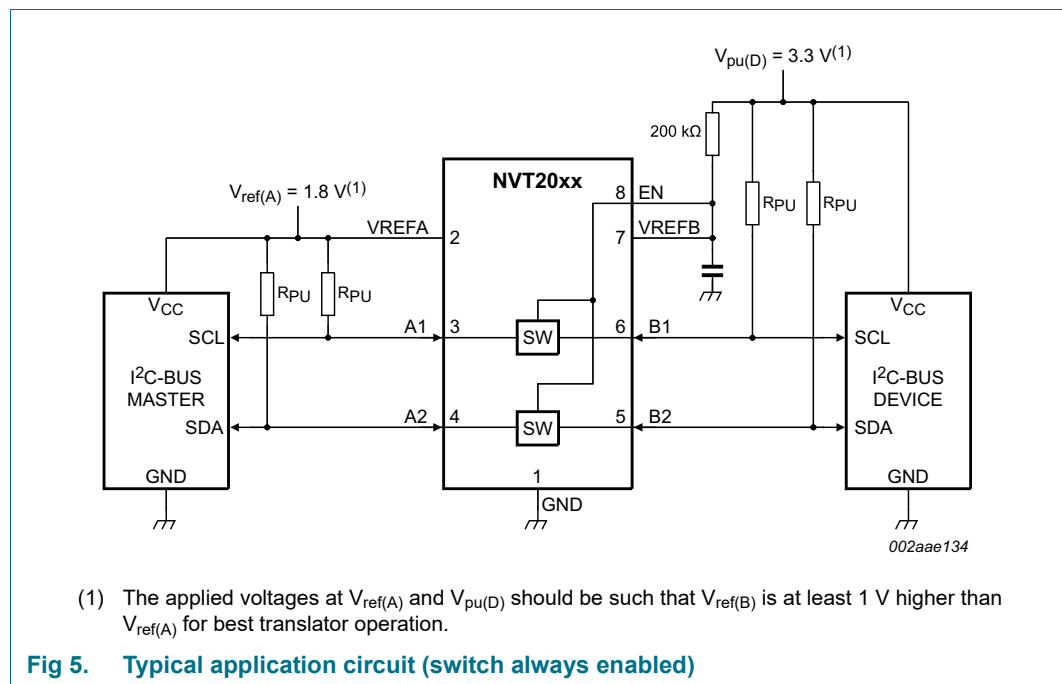 Vpu(D) = 3.3 V(1)
200 kΩ
NVT20xx
Vref(A) = 1.8 V(1)
8 EN
RPU
RPU
VREFA
2
7
VREFB
RPU
RPU
VCC
VCC
SCL
A1
3
SW
6
B1
SCL
I2C-BUS
MASTER
I2C-BUS
DEVICE
SDA
A2
4
SW
5
B2
SDA
GND
1
GND
GND
002aae134
(1) The applied voltages at Vref(A) and Vpu(D) should be such that Vref(B) is at least 1 V higher than
Vref(A) for best translator operation.
Fig 5. Typical application circuit (switch always enabled)